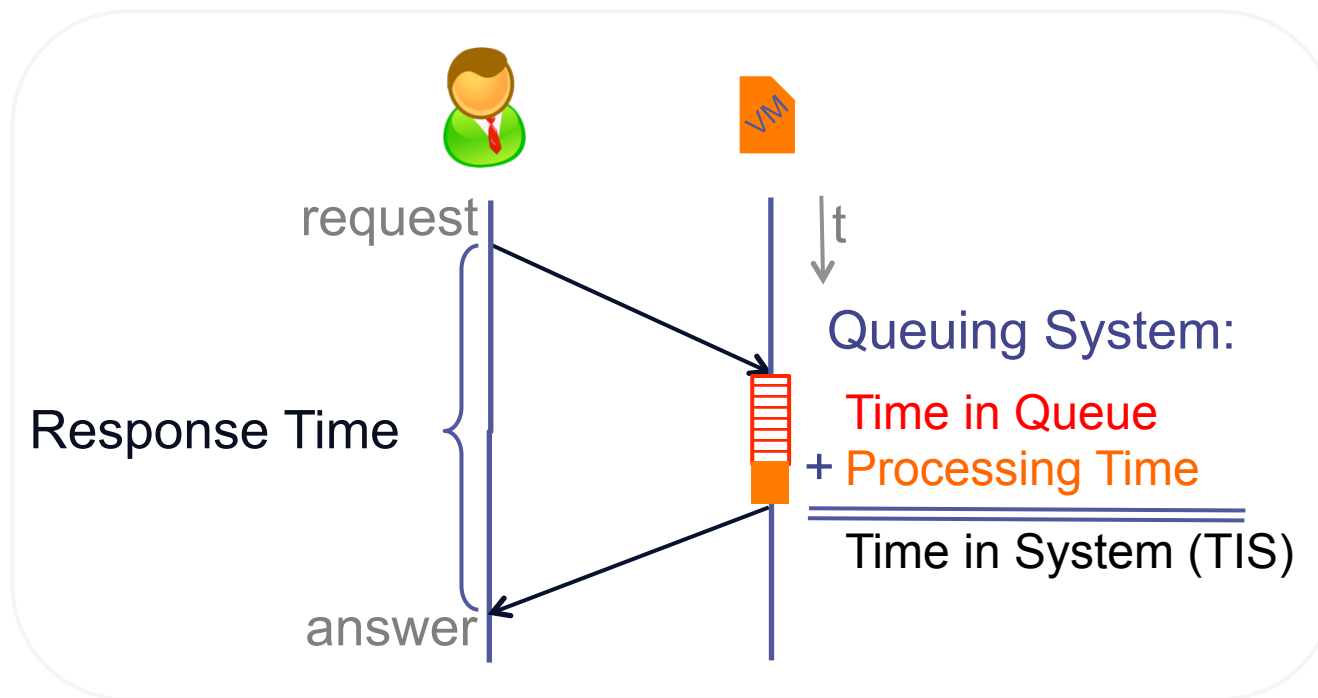 VM
request
t
Queuing System:
Time in Queue
Response Time
+ Processing Time
Time in System (TIS)
answer